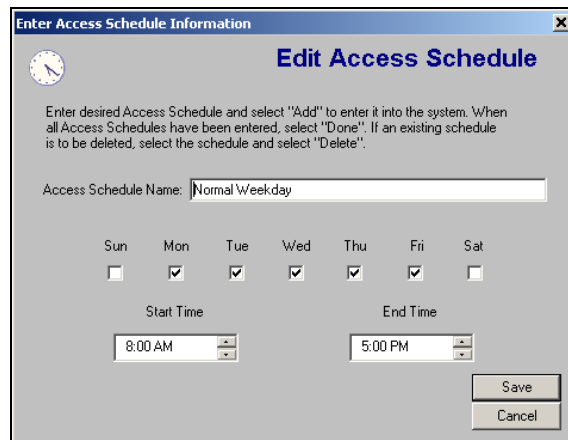 Enter Access Schedule Information
Edit Access Schedule
Enter desired Access Schedule and select "Add" to enter it into the system. When
all Access Schedules have been entered, select "Done". If an existing schedule
is to be deleted, select the schedule and select "Delete".
Access Schedule Name: Normal Weekday
Sun Mon Tue Wed Thu Fri Sat
Start Time End Time
8:00 AM 5:00 PM
Save
Cancel